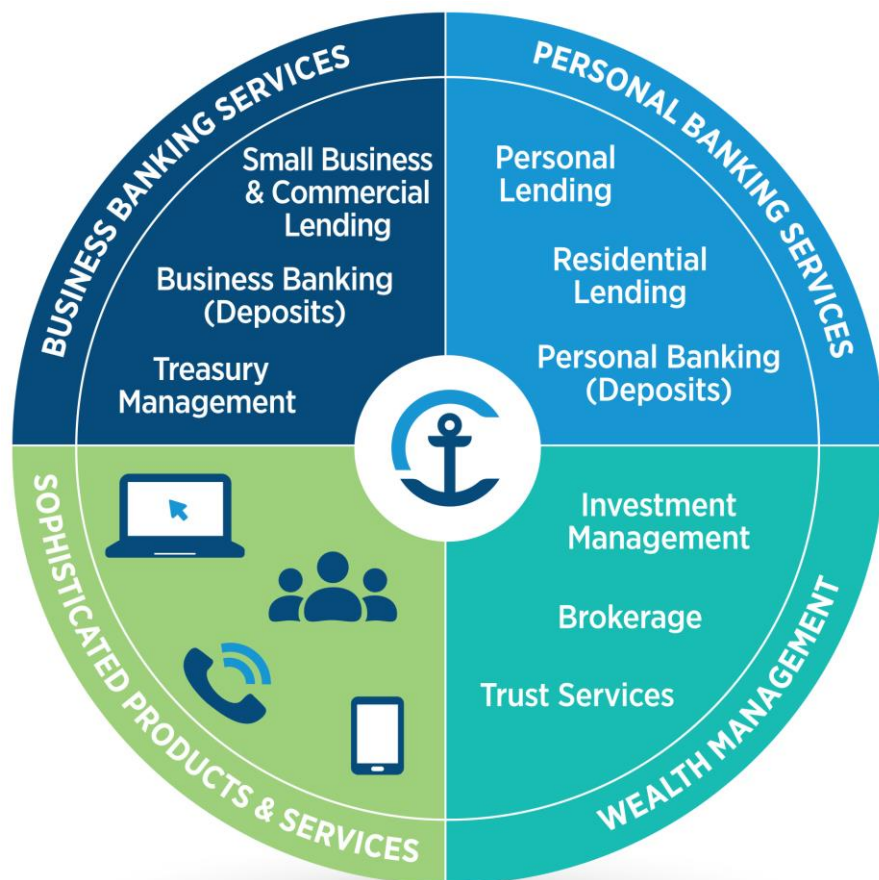 BUSINESS BANKING SERVICES
Small Business
& Commercial
Lending
Business Banking
(Deposits)
Treasury
Management
PERSONAL BANKING SERVICES
Personal
Lending
Residential
Lending
Personal Banking
(Deposits)
SOPHISTICATED PRODUCTS & SERVICES
WEALTH MANAGEMENT
Investment
Management
Brokerage
Trust Services